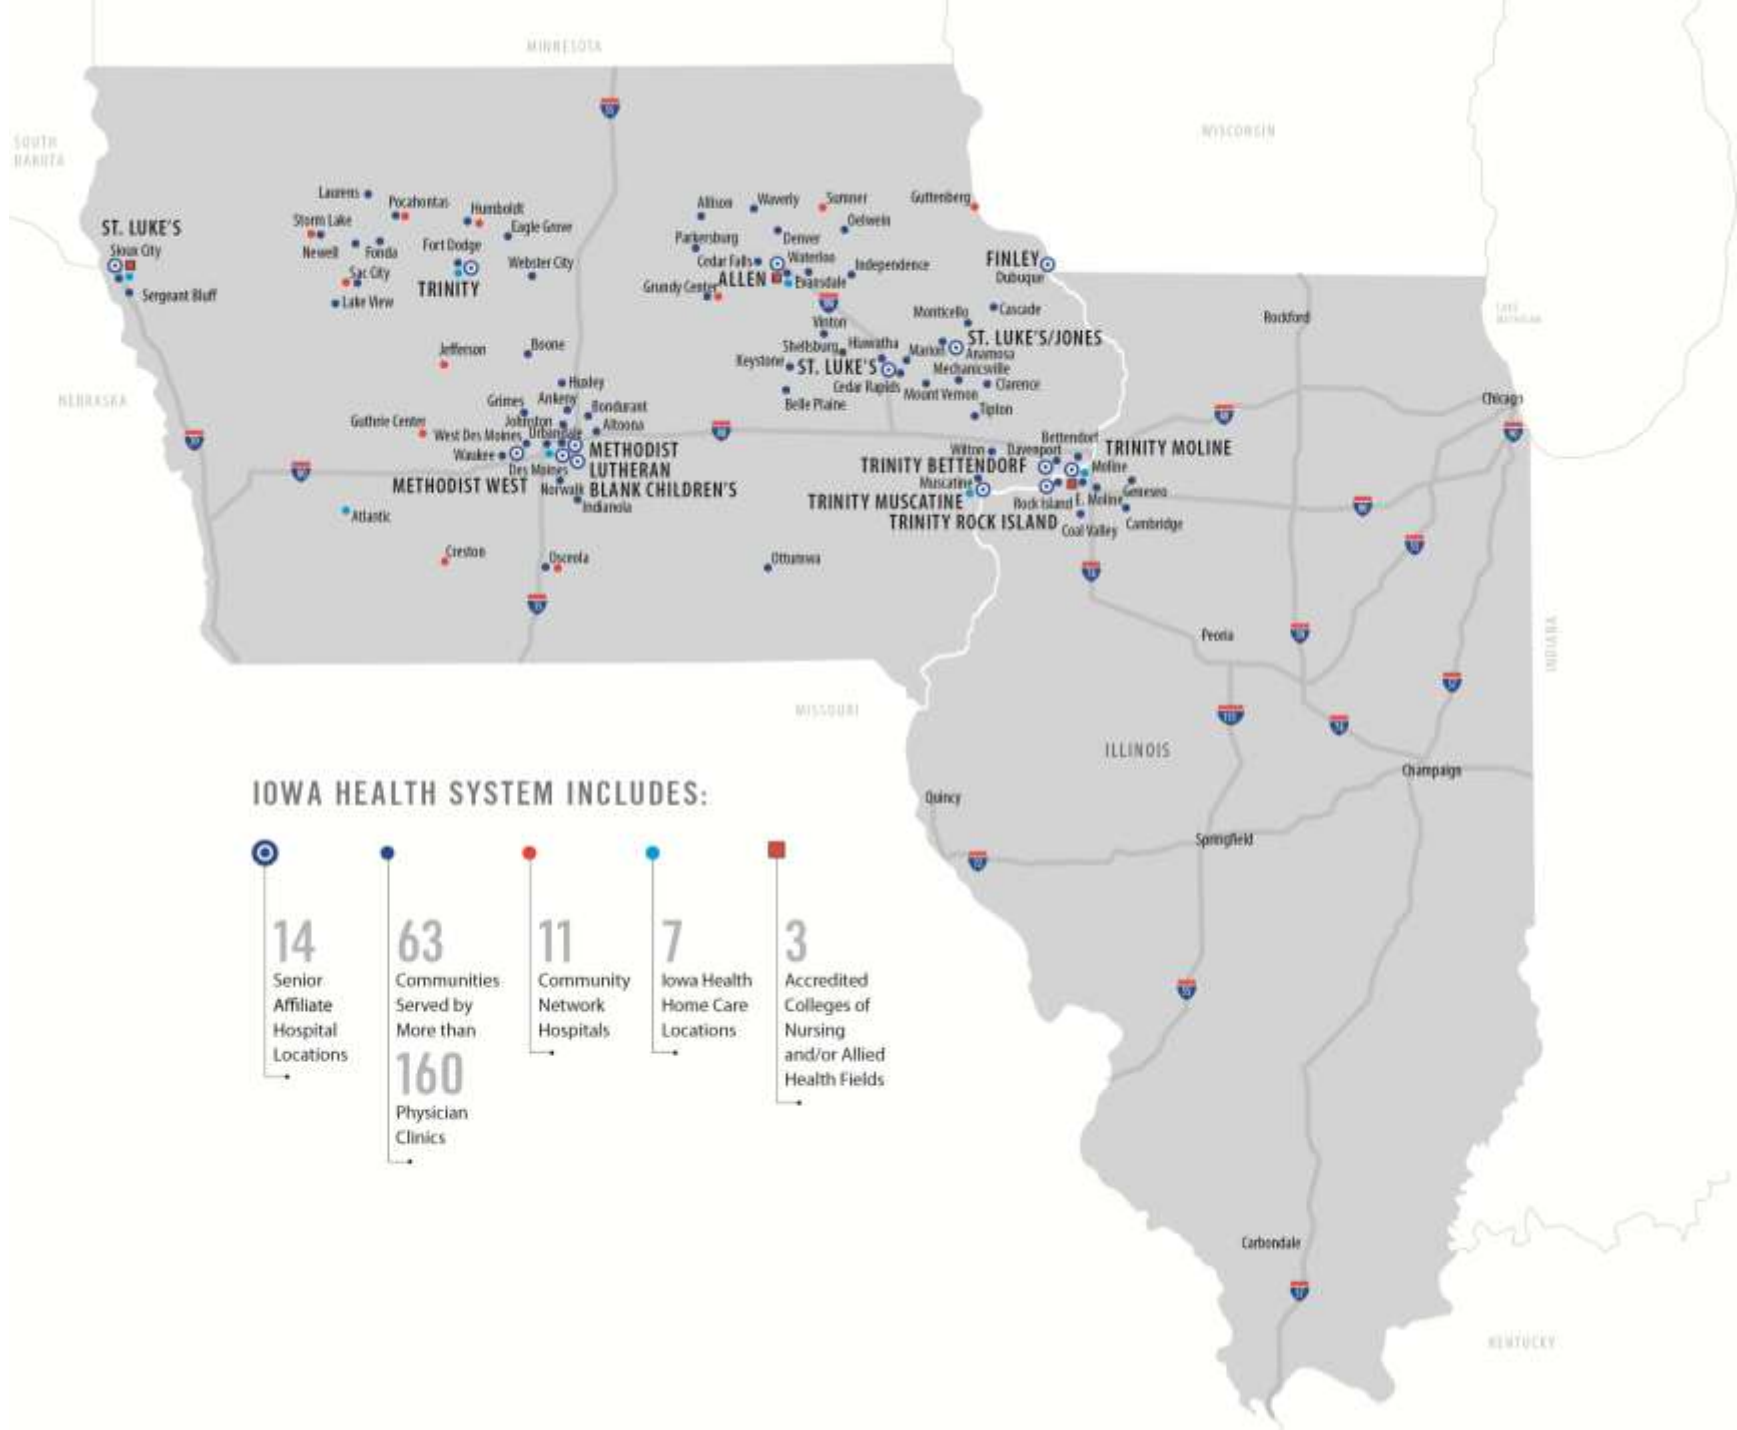 MINNESOTA
SOUTH
DAKOTA
WISCONSIN
Laurens
Pocahontas
Humboldt
Storm Lake
Eagle Grove
Newell
Fonda
Fort Dodge
Sac City
Webster City
TRINITY
Lake View
ST. LUKE'S
Sioux City
Sergeant Bluff
Allison
Waverly
Sumner
Guttenberg
Oelwein
Parkersburg
Denver
Cedar Falls
Waterloo
Independence
ALLEN
Evansdale
Grundy Center
FINLEY
Dubuque
Monticello
Cascade
Vinton
Shellsburg
Hiawatha
Marion
ST. LUKE'S/JONES
Anamosa
Keystone
ST. LUKE'S
Mechanicsville
Cedar Rapids
Mount Vernon
Clarence
Belle Plaine
Tipton
Rockford
LAKE
MICHIGAN
Chicago
NEBRASKA
Jefferson
Boone
Huxley
Grimes
Ankeny
Bondurant
Guthrie Center
Johnston
Altoona
West Des Moines
Urbandale
Waukee
METHODIST
Des Moines
LUTHERAN
METHODIST WEST
Norwalk
BLANK CHILDREN'S
Indianola
Atlantic
Creston
Osceola
Ottumwa
Bettendorf
Wilton
Davenport
TRINITY MOLINE
TRINITY BETTENDORF
Moline
Muscatine
TRINITY MUSCATINE
Rock Island
E. Moline
Geneseo
TRINITY ROCK ISLAND
Coal Valley
Cambridge
Peoria
INDIANA
MISSOURI
ILLINOIS
Champaign
Quincy
Springfield
Carbondale
KENTUCKY
IOWA HEALTH SYSTEM INCLUDES:
14
Senior
Affiliate
Hospital
Locations
63
Communities
Served by
More than
160
Physician
Clinics
11
Community
Network
Hospitals
7
Iowa Health
Home Care
Locations
3
Accredited
Colleges of
Nursing
and/or Allied
Health Fields